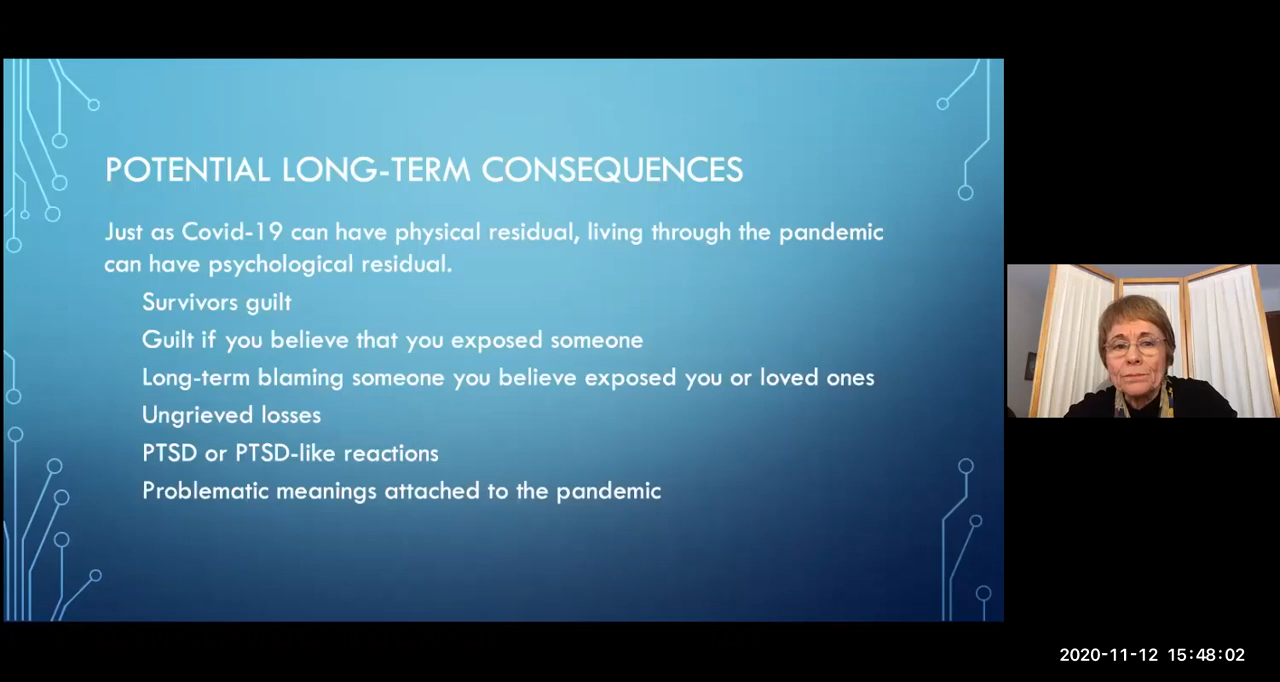 POTENTIAL LONG-TERM CONSEQUENCES
Just as Covid-19 can have physical residual, living through the pandemic
can have psychological residual.
Survivors guilt
Guilt if you believe that you exposed someone
Long-term blaming someone you believe exposed you or loved ones
Ungrieved losses
PTSD or PTSD-like reactions
Problematic meanings attached to the pandemic
2020-11-12 15:48:02